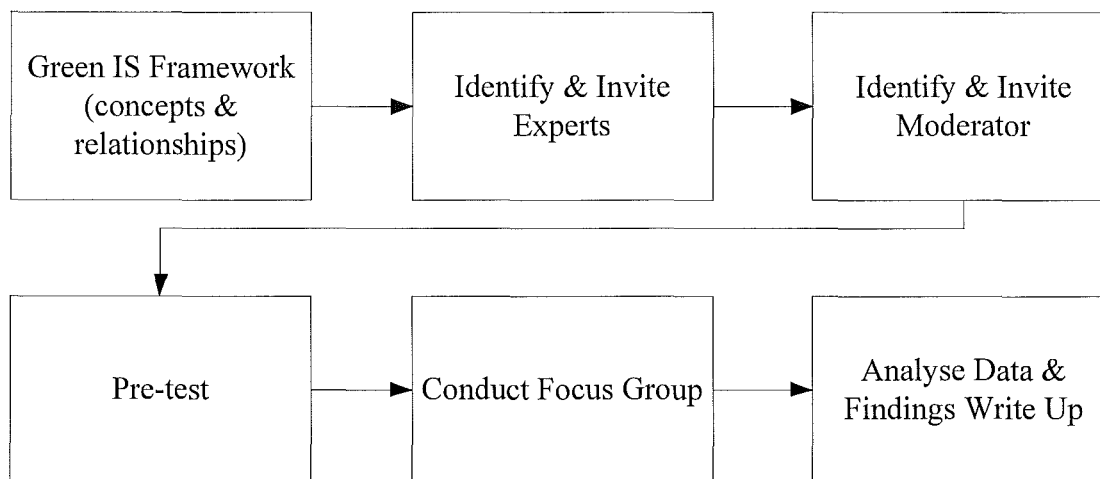 Green IS Framework
(concepts &
relationships)
Identify & Invite
Experts
Identify & Invite
Moderator
Pre-test
Conduct Focus Group
Analyse Data &
Findings Write Up